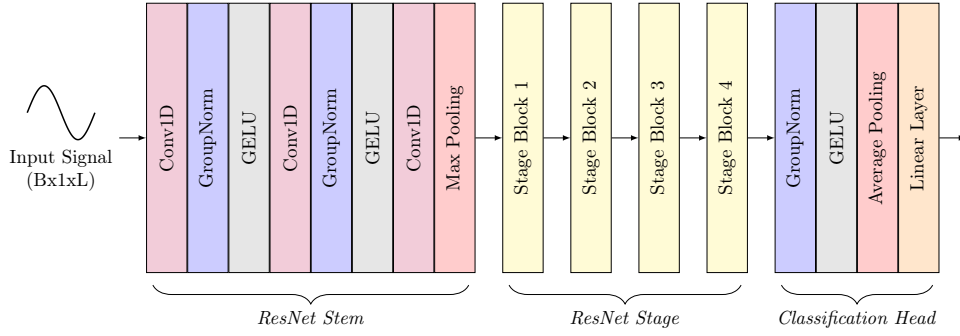 Input Signal
(Bx1xL)
Conv1D
GroupNorm
GELU
Conv1D
GroupNorm
GELU
Conv1D
Max Pooling
Stage Block 1
Stage Block 2
Stage Block 3
Stage Block 4
GroupNorm
GELU
Average Pooling
Linear Layer
ResNet Stem
ResNet Stage
Classification Head